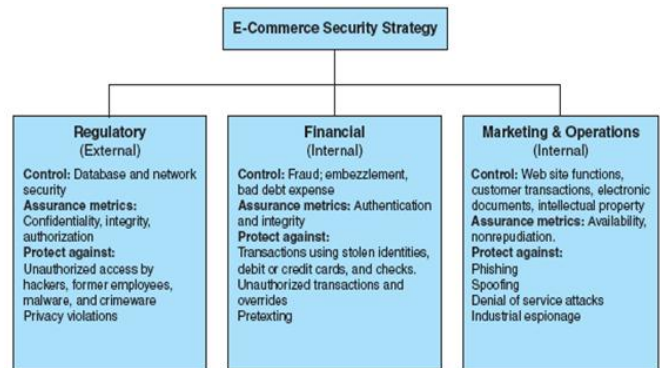 E-Commerce Security Strategy
Regulatory
(External)
Control: Database and network
security
Assurance metrics:
Confidentiality, integrity,
authorization
Protect against:
Unauthorized access by
hackers, former employees,
malware, and crimeware
Privacy violations
Financial
(Internal)
Control: Fraud; embezzlement,
bad debt expense
Assurance metrics: Authentication
and integrity
Protect against:
Transactions using stolen identities,
debit or credit cards, and checks.
Unauthorized transactions and
overrides
Pretexting
Marketing & Operations
(Internal)
Control: Web site functions,
customer transactions, electronic
documents, intellectual property
Assurance metrics: Availability,
nonrepudiation.
Protect against:
Phishing
Spoofing
Denial of service attacks
Industrial espionage